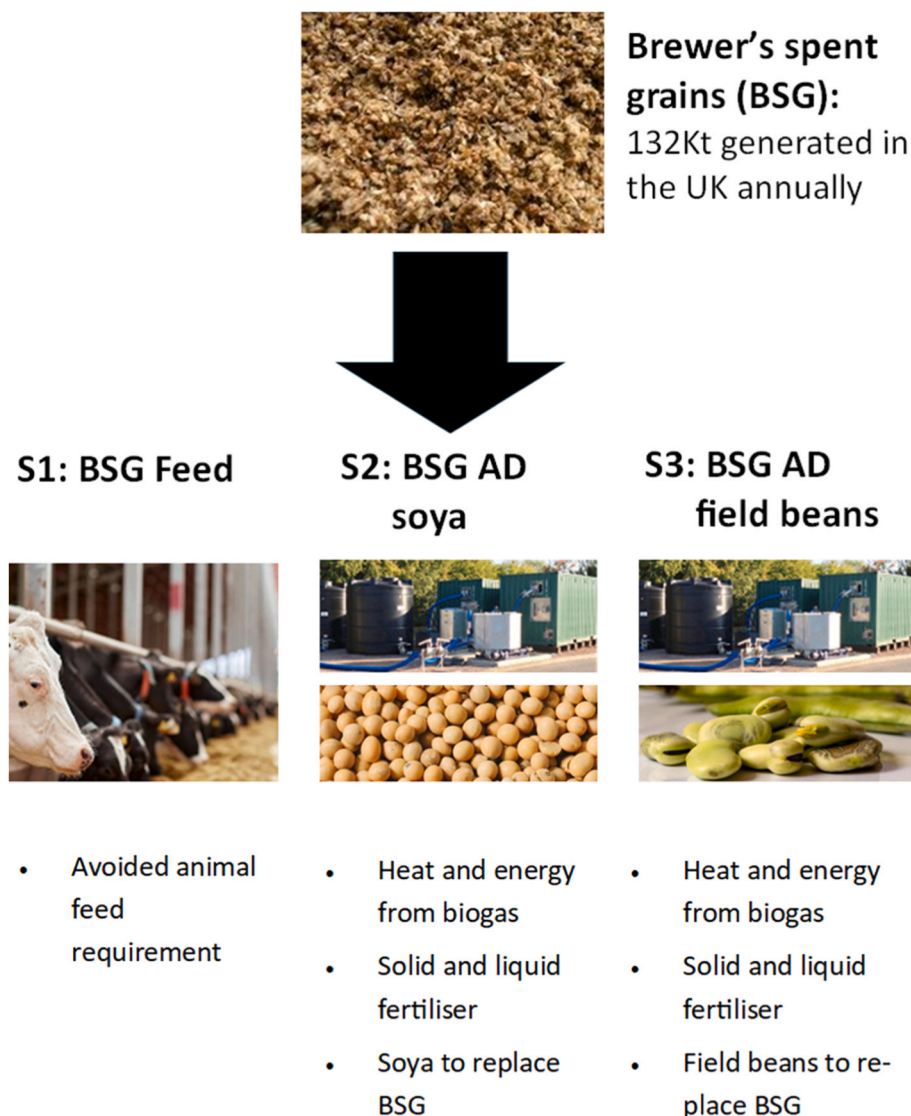 Brewer's spent
grains (BSG):
132Kt generated in
the UK annually
S1: BSG Feed
S2: BSG AD
soya
S3: BSG AD
field beans
• Avoided animal
feed
requirement
• Heat and energy
from biogas
• Solid and liquid
fertiliser
• Soya to replace
BSG
• Heat and energy
from biogas
• Solid and liquid
fertiliser
• Field beans to re-
place BSG